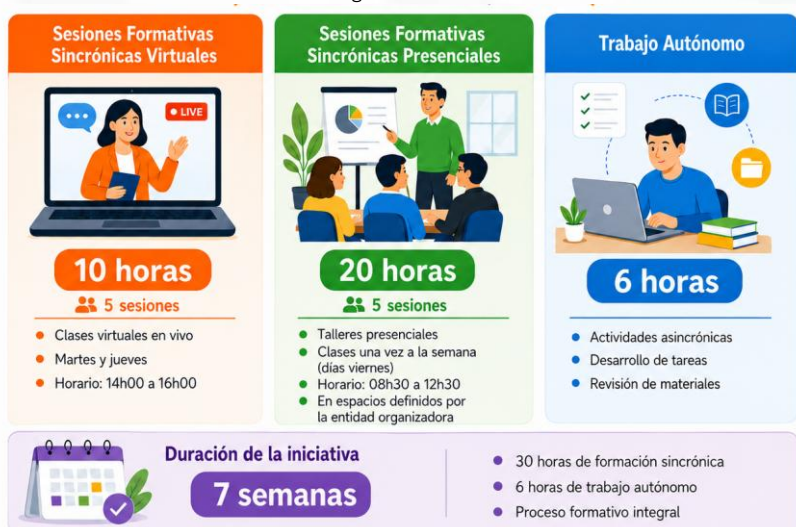 Sesiones Formativas
Sincrónicas Virtuales
LIVE
10 horas
5 sesiones
Clases virtuales en vivo
Martes y jueves
Horario: 14h00 a 16h00
Sesiones Formativas
Sincrónicas Presenciales
20 horas
5 sesiones
Talleres presenciales
Clases una vez a la semana
(días viernes)
Horario: 08h30 a 12h30
En espacios definidos por
la entidad organizadora
Trabajo Autónomo
6 horas
Actividades asincrónicas
Desarrollo de tareas
Revisión de materiales
Duración de la iniciativa
7 semanas
30 horas de formación sincrónica
6 horas de trabajo autónomo
Proceso formativo integral